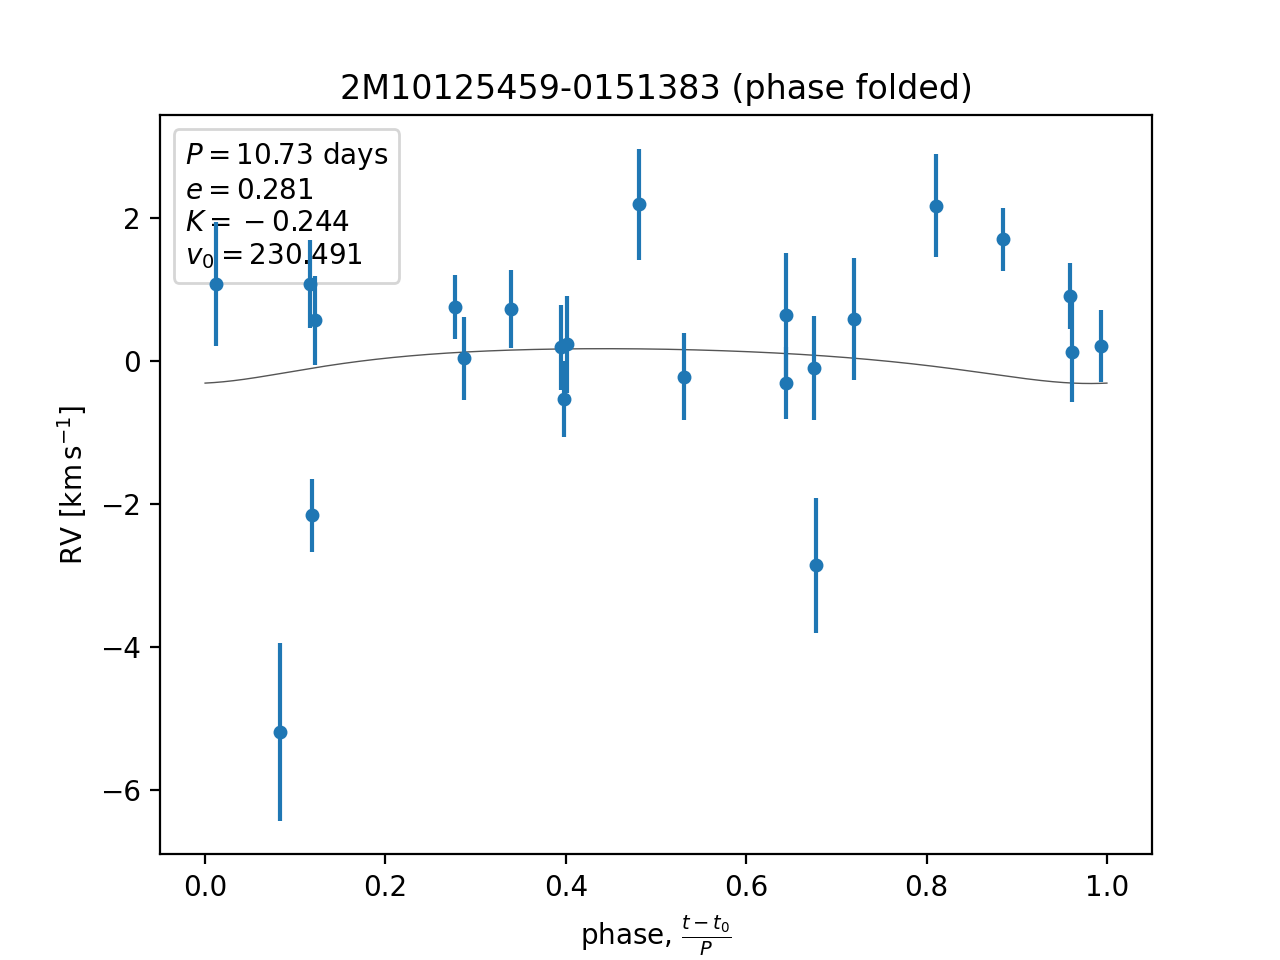 2M10125459-0151383 (phase folded)
P = 10.73 days
e = 0.281
K = −0.244
v₀ = 230.491
2
0
−2
−4
−6
RV [km s⁻¹]
0.0 0.2 0.4 0.6 0.8 1.0
phase, (t − t₀)/P